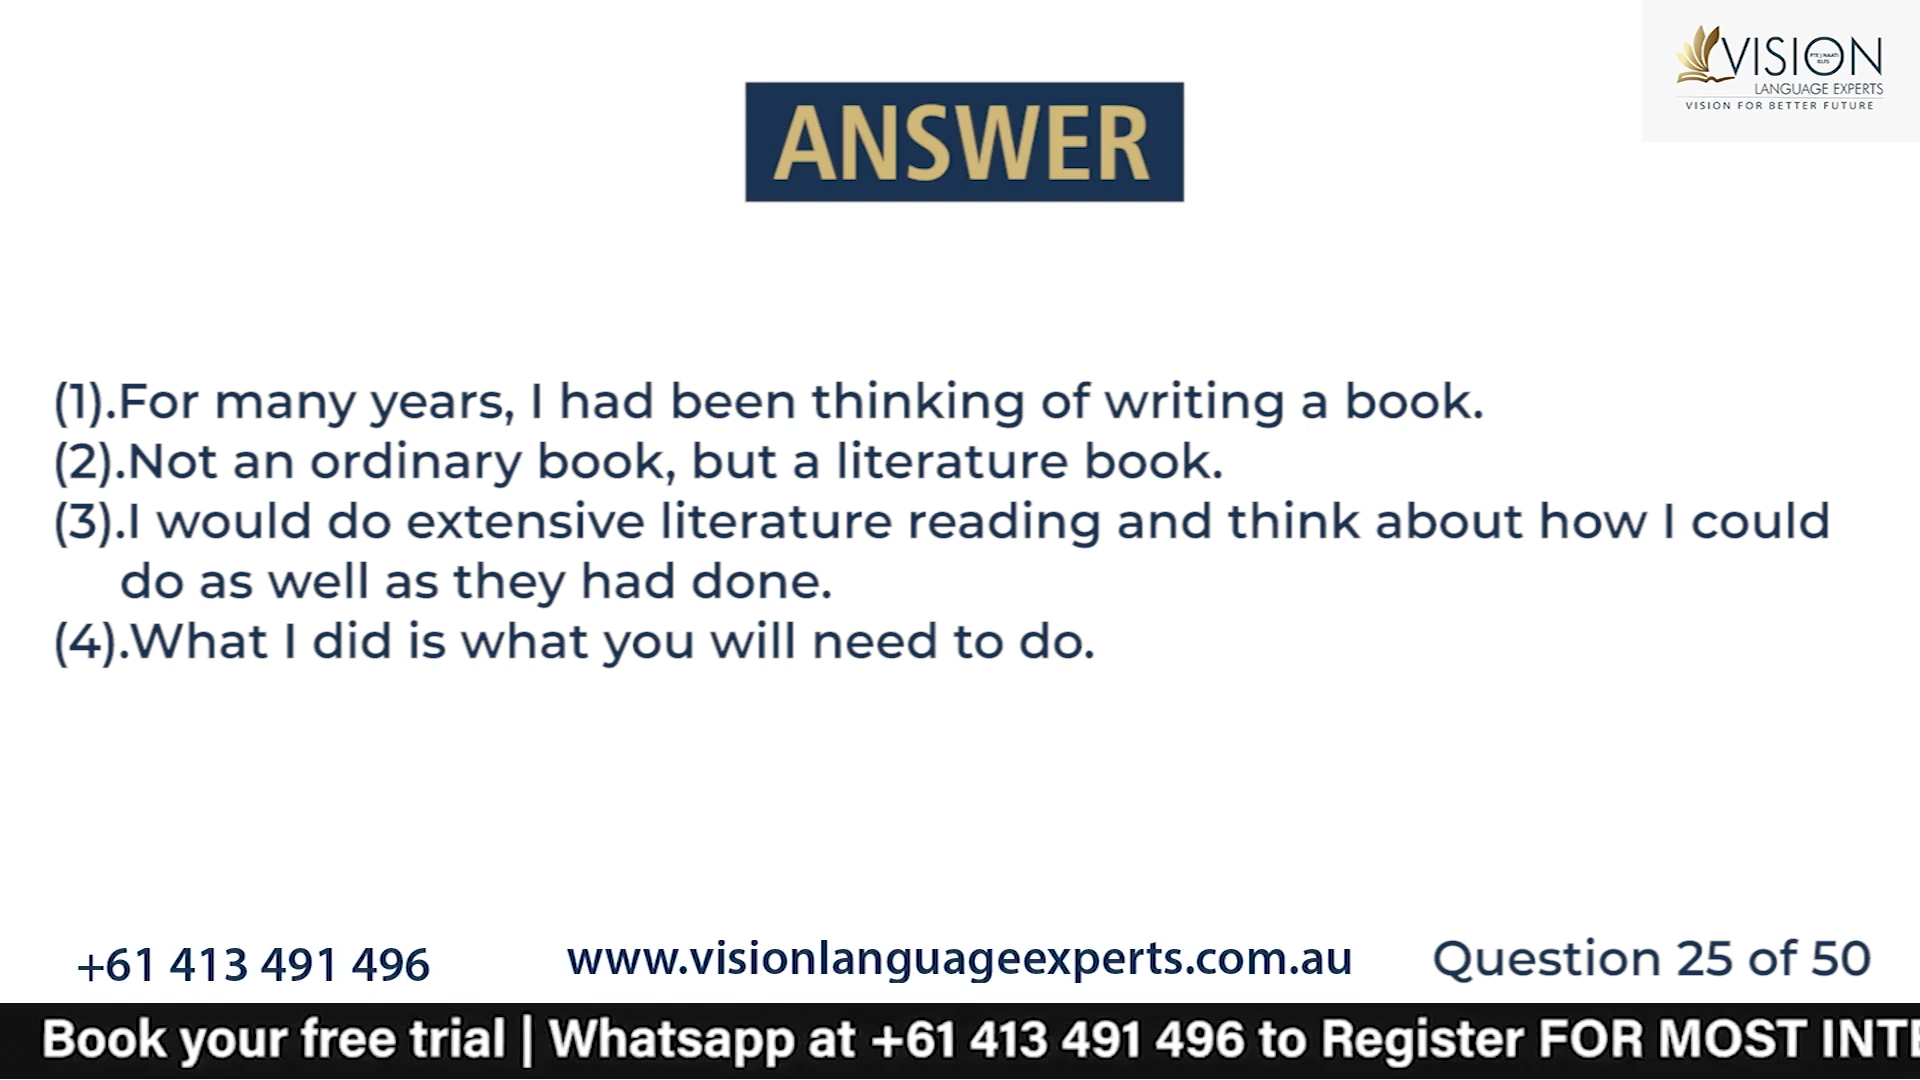 VISION
LANGUAGE EXPERTS
VISION FOR BETTER FUTURE
ANSWER
(1).For many years, I had been thinking of writing a book.
(2).Not an ordinary book, but a literature book.
(3).I would do extensive literature reading and think about how I could
do as well as they had done.
(4).What I did is what you will need to do.
+61 413 491 496
www.visionlanguageexperts.com.au
Question 25 of 50
Book your free trial | Whatsapp at +61 413 491 496 to Register FOR MOST INTE